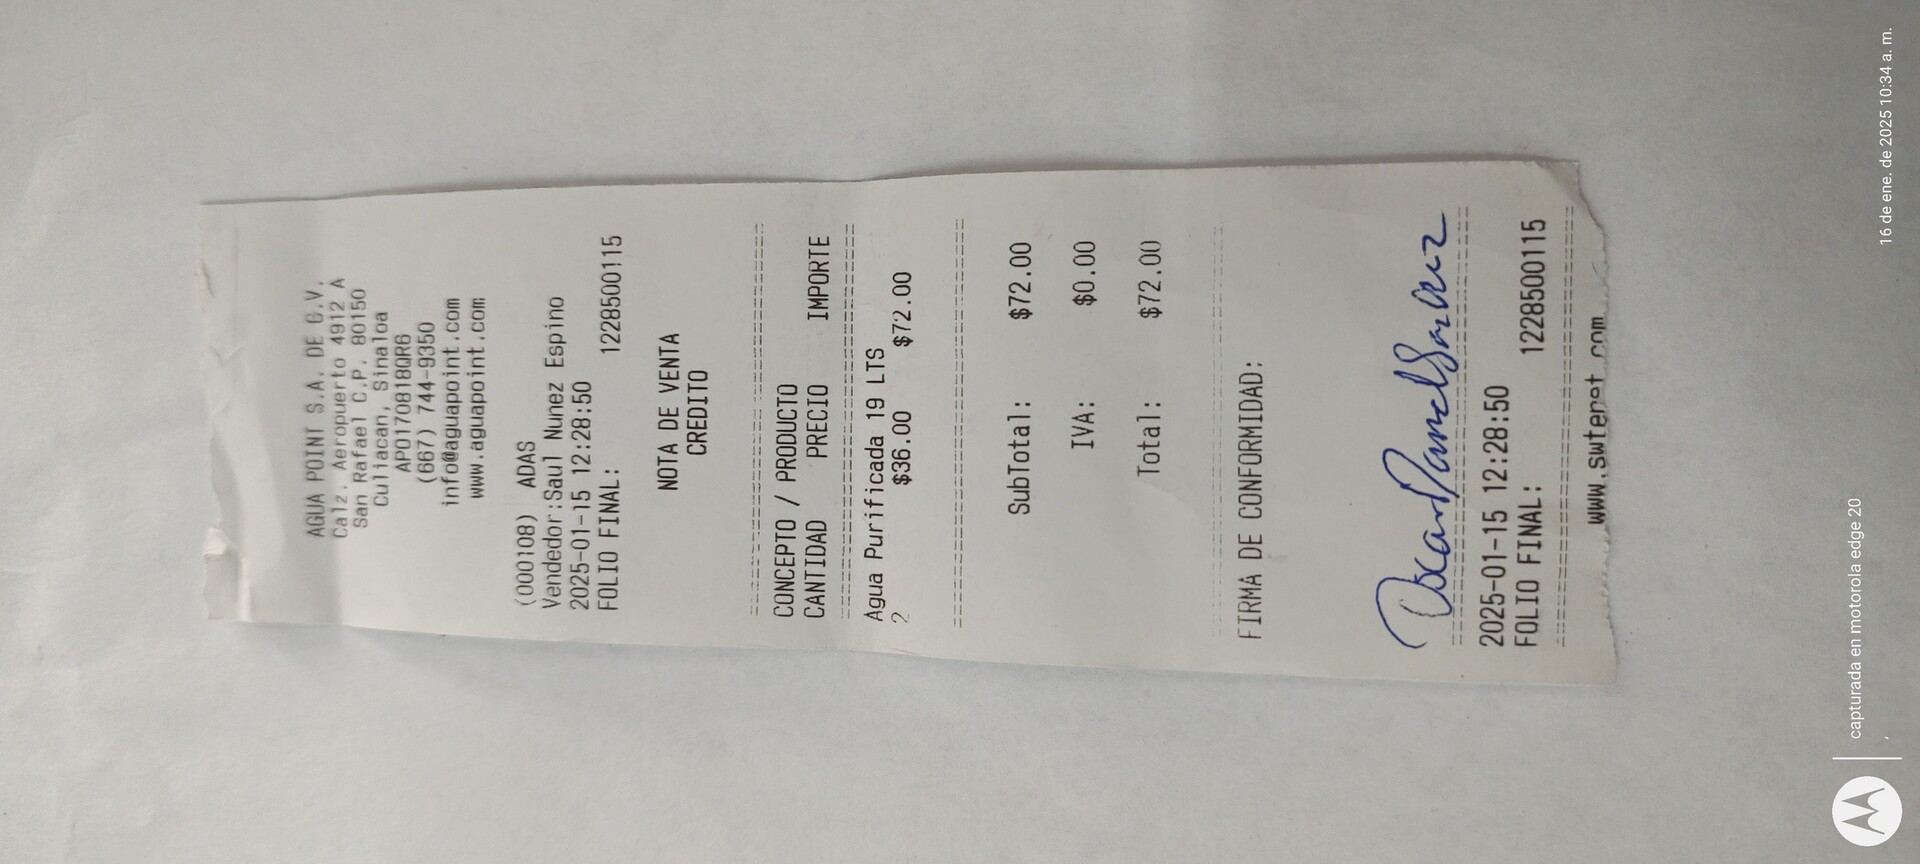 AGUA POINT S.A. DE C.V.
Calz. Aeropuerto 4912 A
San Rafael C.P. 80150
Culiacan, Sinaloa
APO170818QR6
(667) 744-9350
info@aguapoint.com
www.aguapoint.com
(000108) ADAS
Vendedor:Saul Nunez Espino
2025-01-15 12:28:50
FOLIO FINAL: 1228500115
NOTA DE VENTA
CREDITO
CONCEPTO / PRODUCTO
CANTIDAD PRECIO IMPORTE
Agua Purificada 19 LTS
2 $36.00 $72.00
SubTotal: $72.00
IVA: $0.00
Total: $72.00
FIRMA DE CONFORMIDAD:
Oscar Daniel
2025-01-15 12:28:50
FOLIO FINAL: 1228500115
www.swtenet.com
capturada en motorola edge 20
16 de ene. de 2025 10:34 a. m.